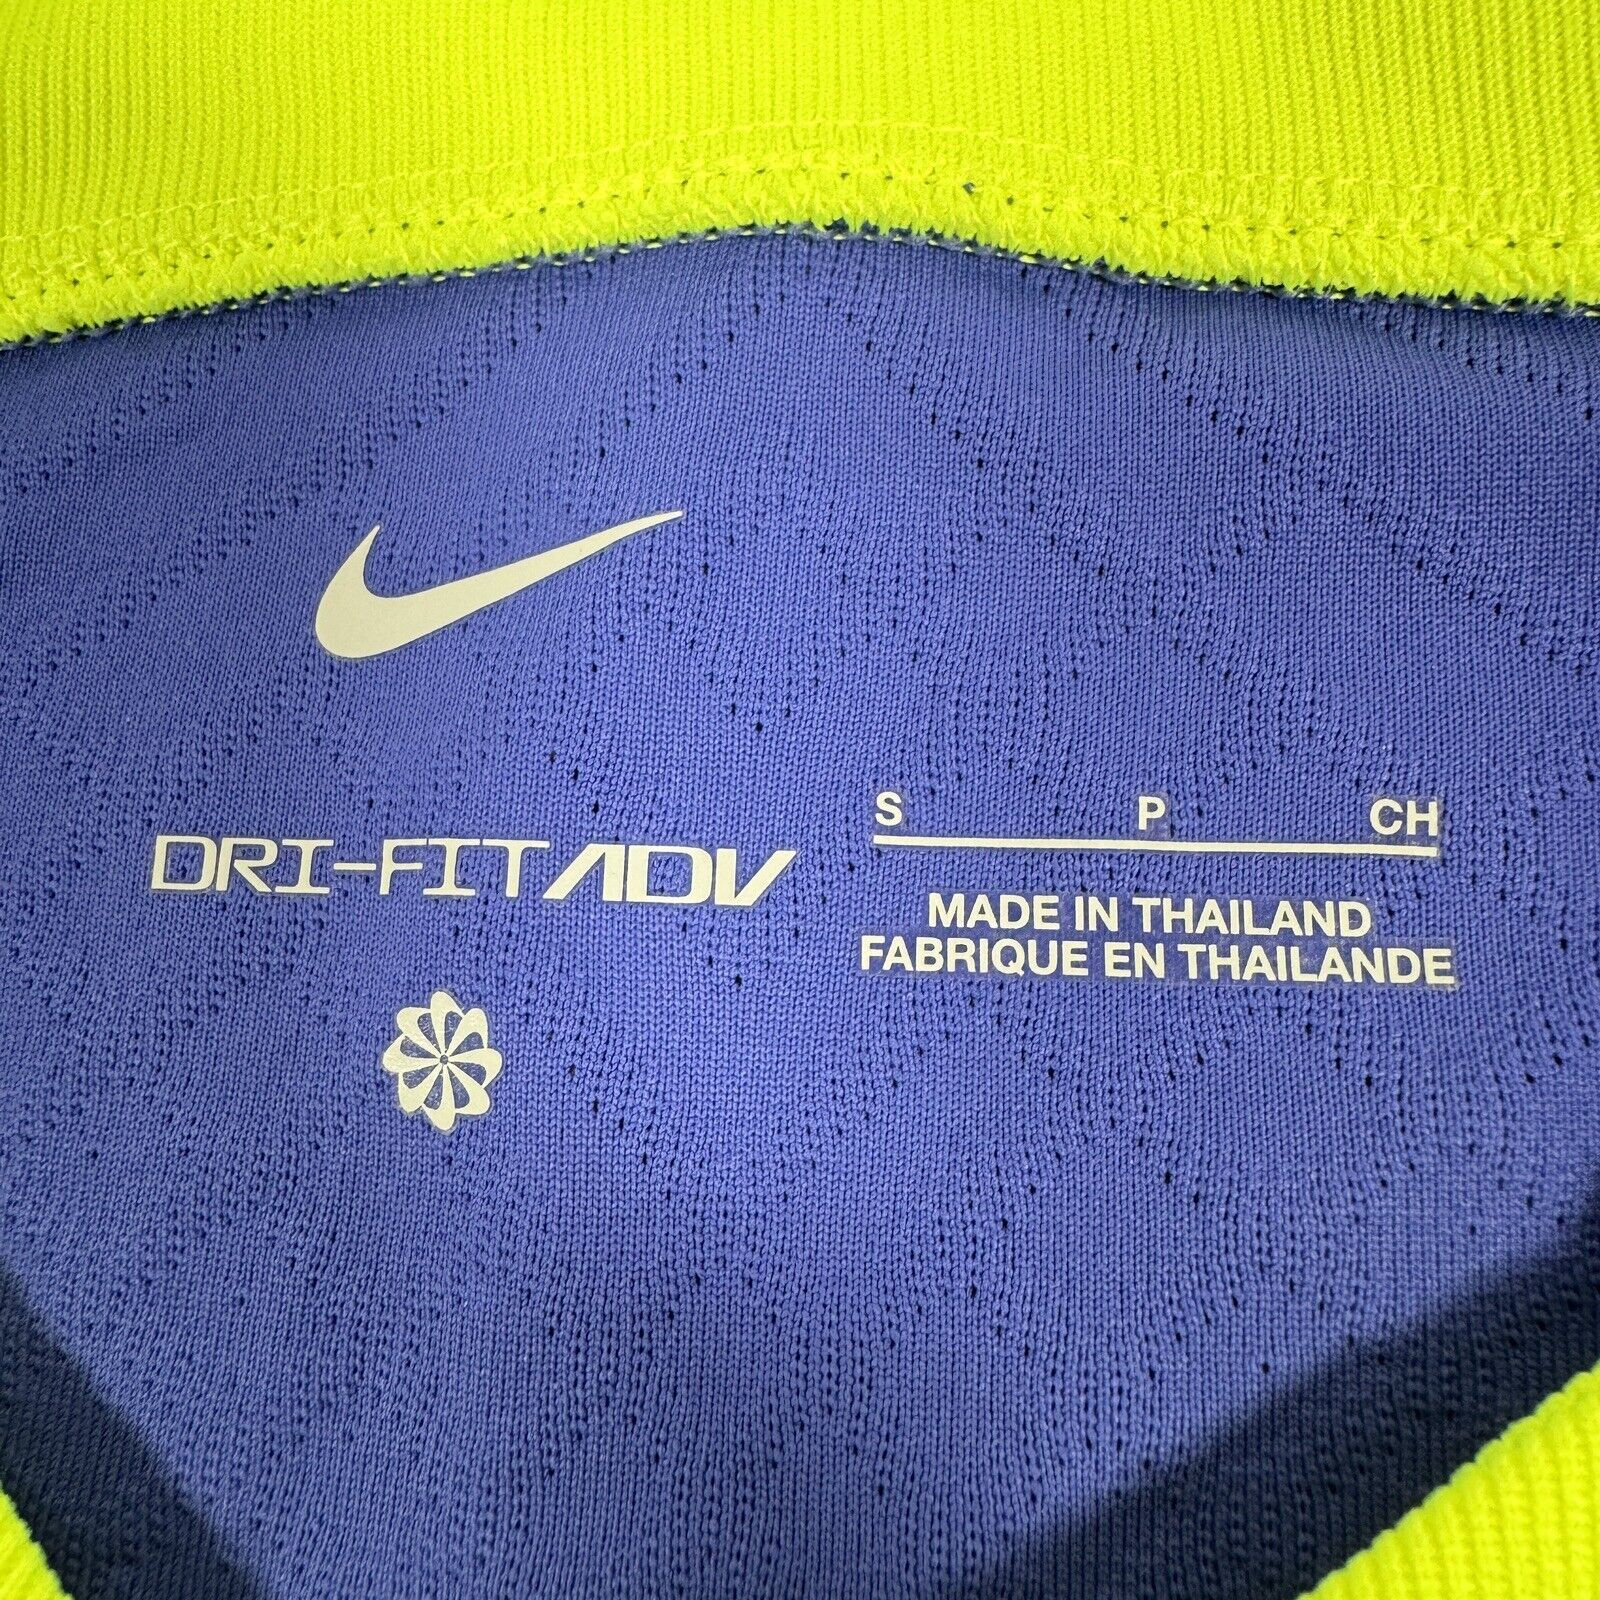 DRI-FIT ADV
S P CH
MADE IN THAILAND
FABRIQUE EN THAILANDE